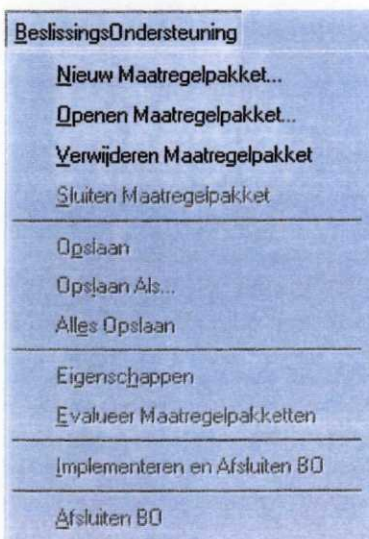 BeslissingsOndersteuning
Nieuw Maatregelpakket...
Openen Maatregelpakket...
Verwijderen Maatregelpakket
Sluiten Maatregelpakket
Opslaan
Opslaan Als...
Alles Opslaan
Eigenschappen
Evalueer Maatregelpakketten
Implementeren en Afsluiten BO
Afsluiten BO